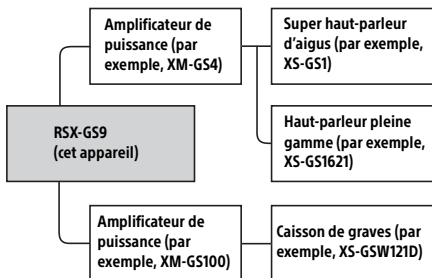 Amplificateur de
puissance (par
exemple, XM-GS4)
Super haut-parleur
d'aigus (par exemple,
XS-GS1)
Haut-parleur pleine
gamme (par exemple,
XS-GS1621)
RSX-GS9
(cet appareil)
Amplificateur de
puissance (par
exemple, XM-GS100)
Caisson de graves (par
exemple, XS-GSW121D)